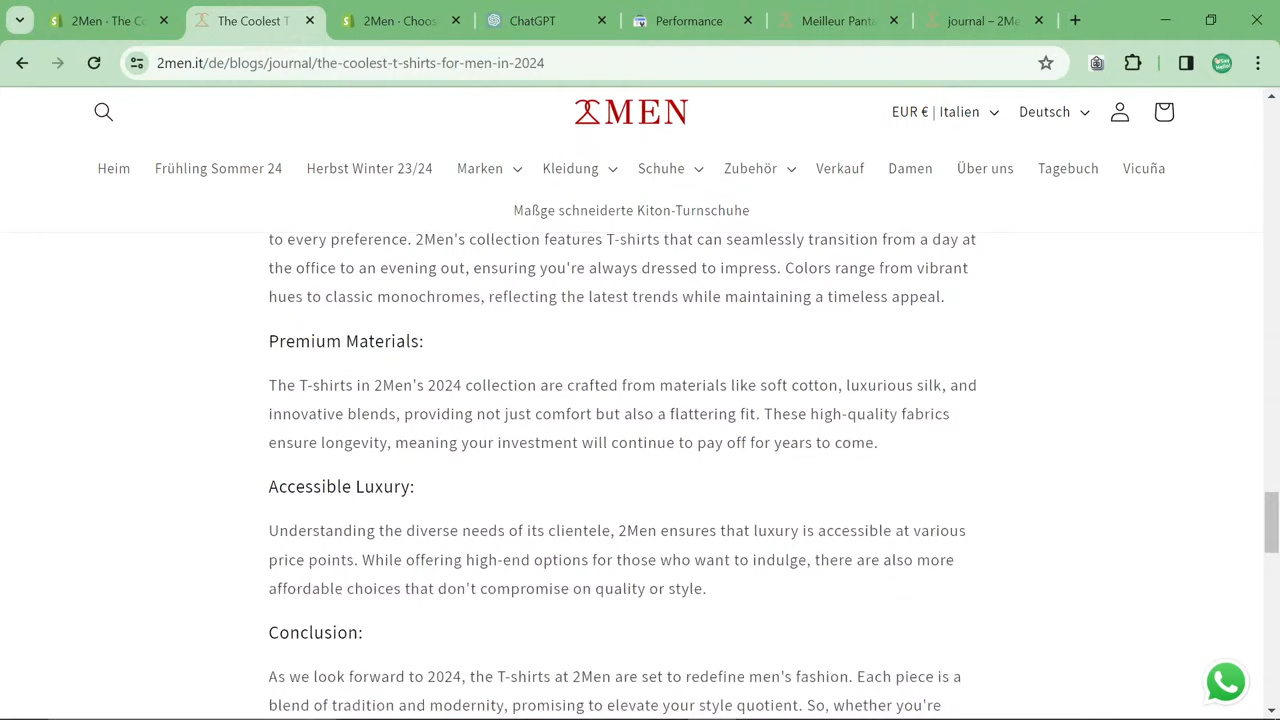 2Men · The Co
The Coolest T
2Men · Choos
ChatGPT
Performance
Meilleur Pante
journal – 2Me
2men.it/de/blogs/journal/the-coolest-t-shirts-for-men-in-2024
2MEN
EUR € | Italien
Deutsch
Heim Frühling Sommer 24 Herbst Winter 23/24 Marken Kleidung Schuhe Zubehör Verkauf Damen Über uns Tagebuch Vicuña
Maßge schneiderte Kiton-Turnschuhe
to every preference. 2Men's collection features T-shirts that can seamlessly transition from a day at
the office to an evening out, ensuring you're always dressed to impress. Colors range from vibrant
hues to classic monochromes, reflecting the latest trends while maintaining a timeless appeal.
Premium Materials:
The T-shirts in 2Men's 2024 collection are crafted from materials like soft cotton, luxurious silk, and
innovative blends, providing not just comfort but also a flattering fit. These high-quality fabrics
ensure longevity, meaning your investment will continue to pay off for years to come.
Accessible Luxury:
Understanding the diverse needs of its clientele, 2Men ensures that luxury is accessible at various
price points. While offering high-end options for those who want to indulge, there are also more
affordable choices that don't compromise on quality or style.
Conclusion:
As we look forward to 2024, the T-shirts at 2Men are set to redefine men's fashion. Each piece is a
blend of tradition and modernity, promising to elevate your style quotient. So, whether you're